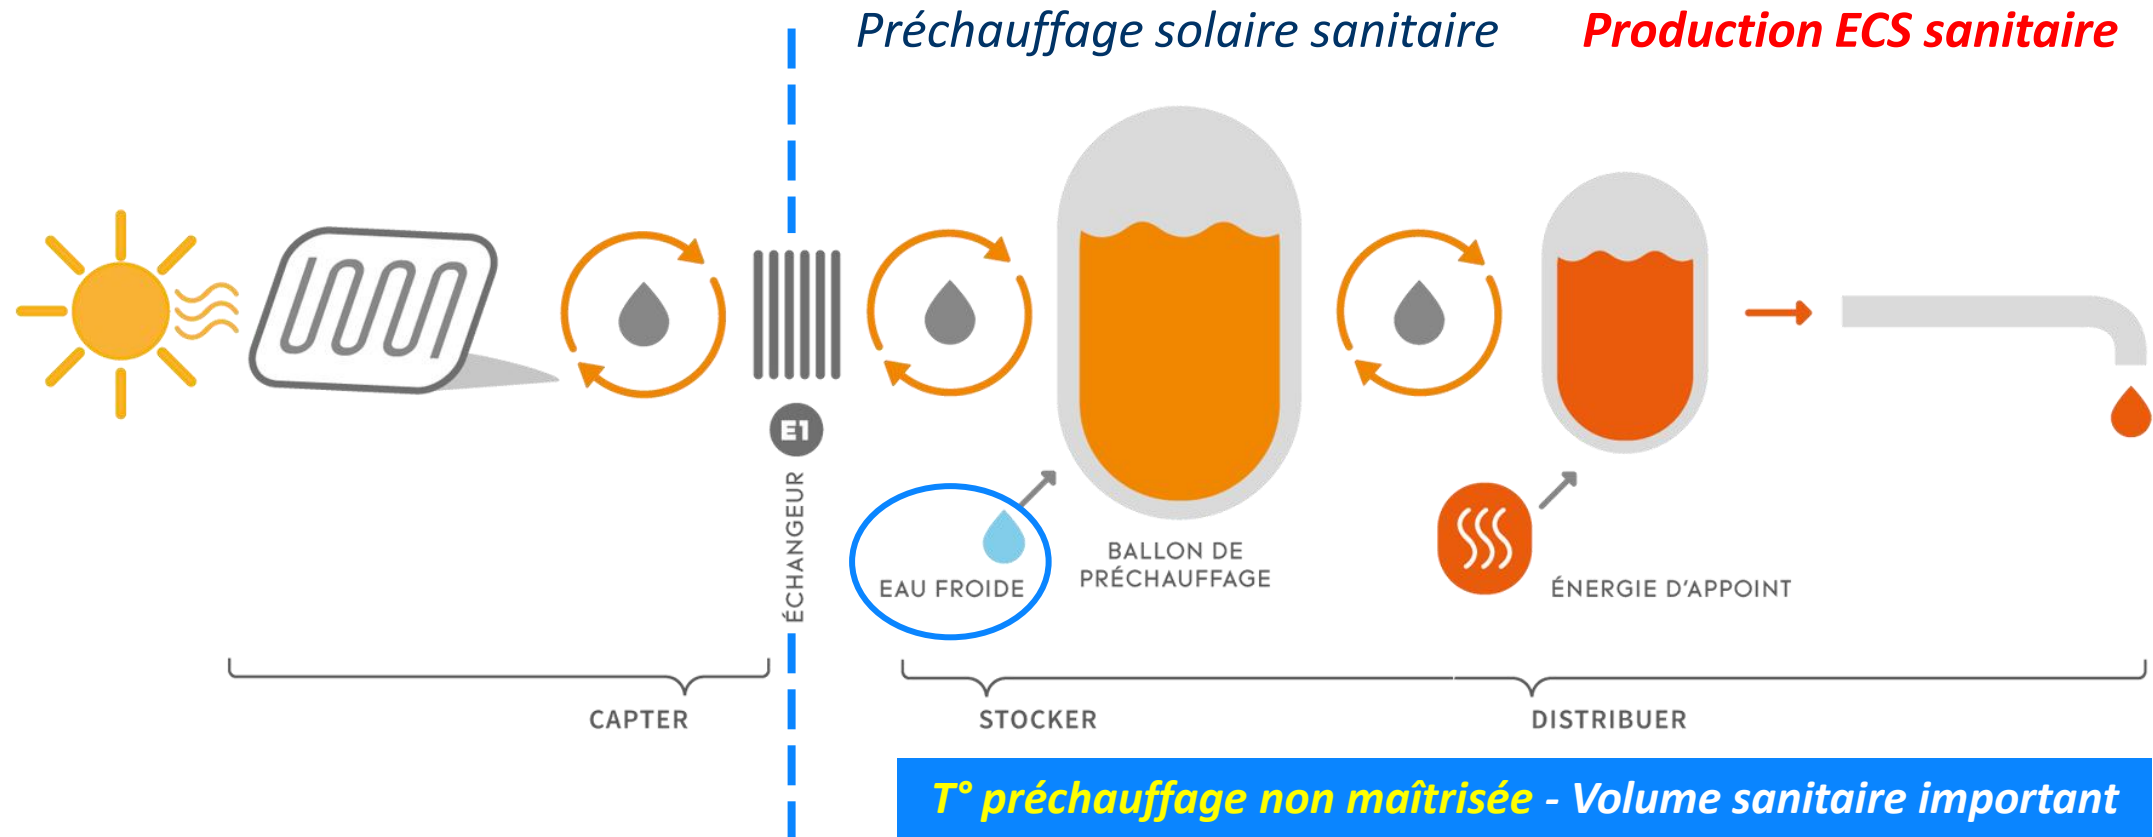 Préchauffage solaire sanitaire
Production ECS sanitaire
E1
ÉCHANGEUR
EAU FROIDE
BALLON DE
PRÉCHAUFFAGE
ÉNERGIE D'APPOINT
CAPTER
STOCKER
DISTRIBUER
T° préchauffage non maîtrisée - Volume sanitaire important